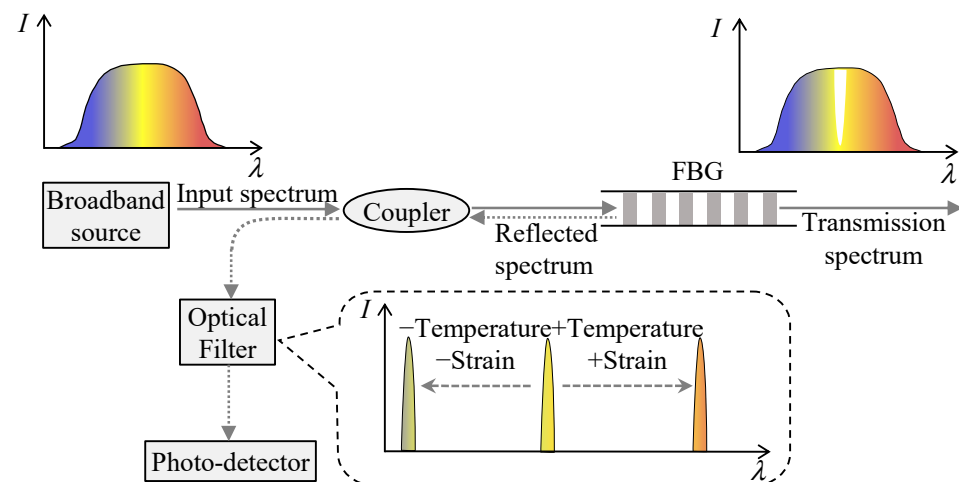 I
λ
I
λ
Broadband
source
Input spectrum
Coupler
Reflected
spectrum
FBG
Transmission
spectrum
Optical
Filter
I
−Temperature
−Strain
+Temperature
+Strain
λ
Photo-detector